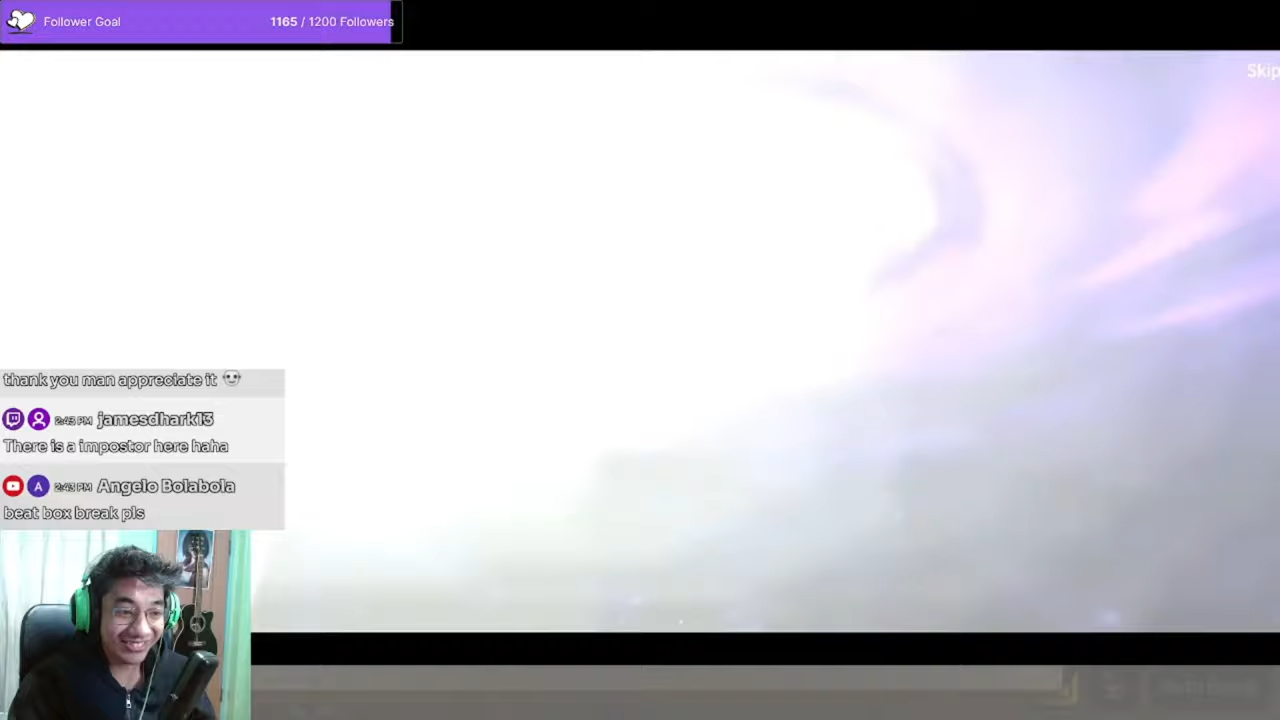 Follower Goal 1165 / 1200 Followers
Skip
thank you man appreciate it
2:43 PM jamesdhark13
There is a impostor here haha
A 2:43 PM Angelo Bolabola
beat box break pls